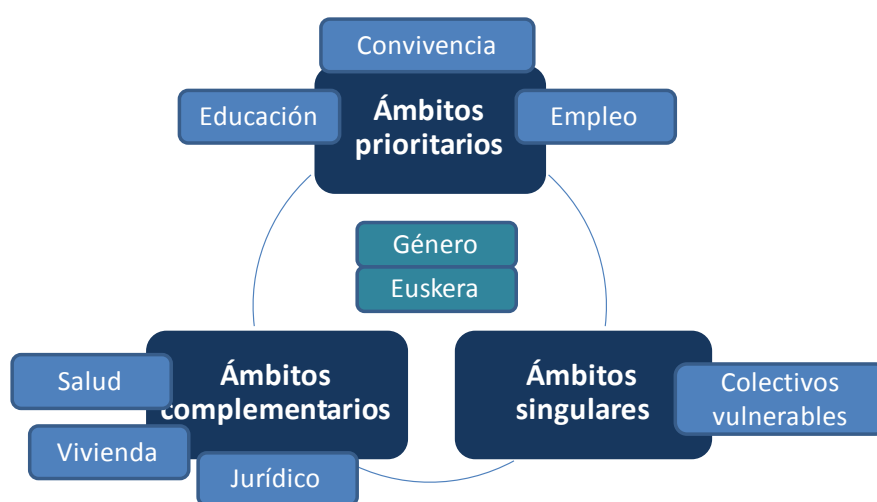 Convivencia
Educación
Ámbitos
prioritarios
Empleo
Género
Euskera
Salud
Ámbitos
complementarios
Vivienda
Jurídico
Ámbitos
singulares
Colectivos
vulnerables